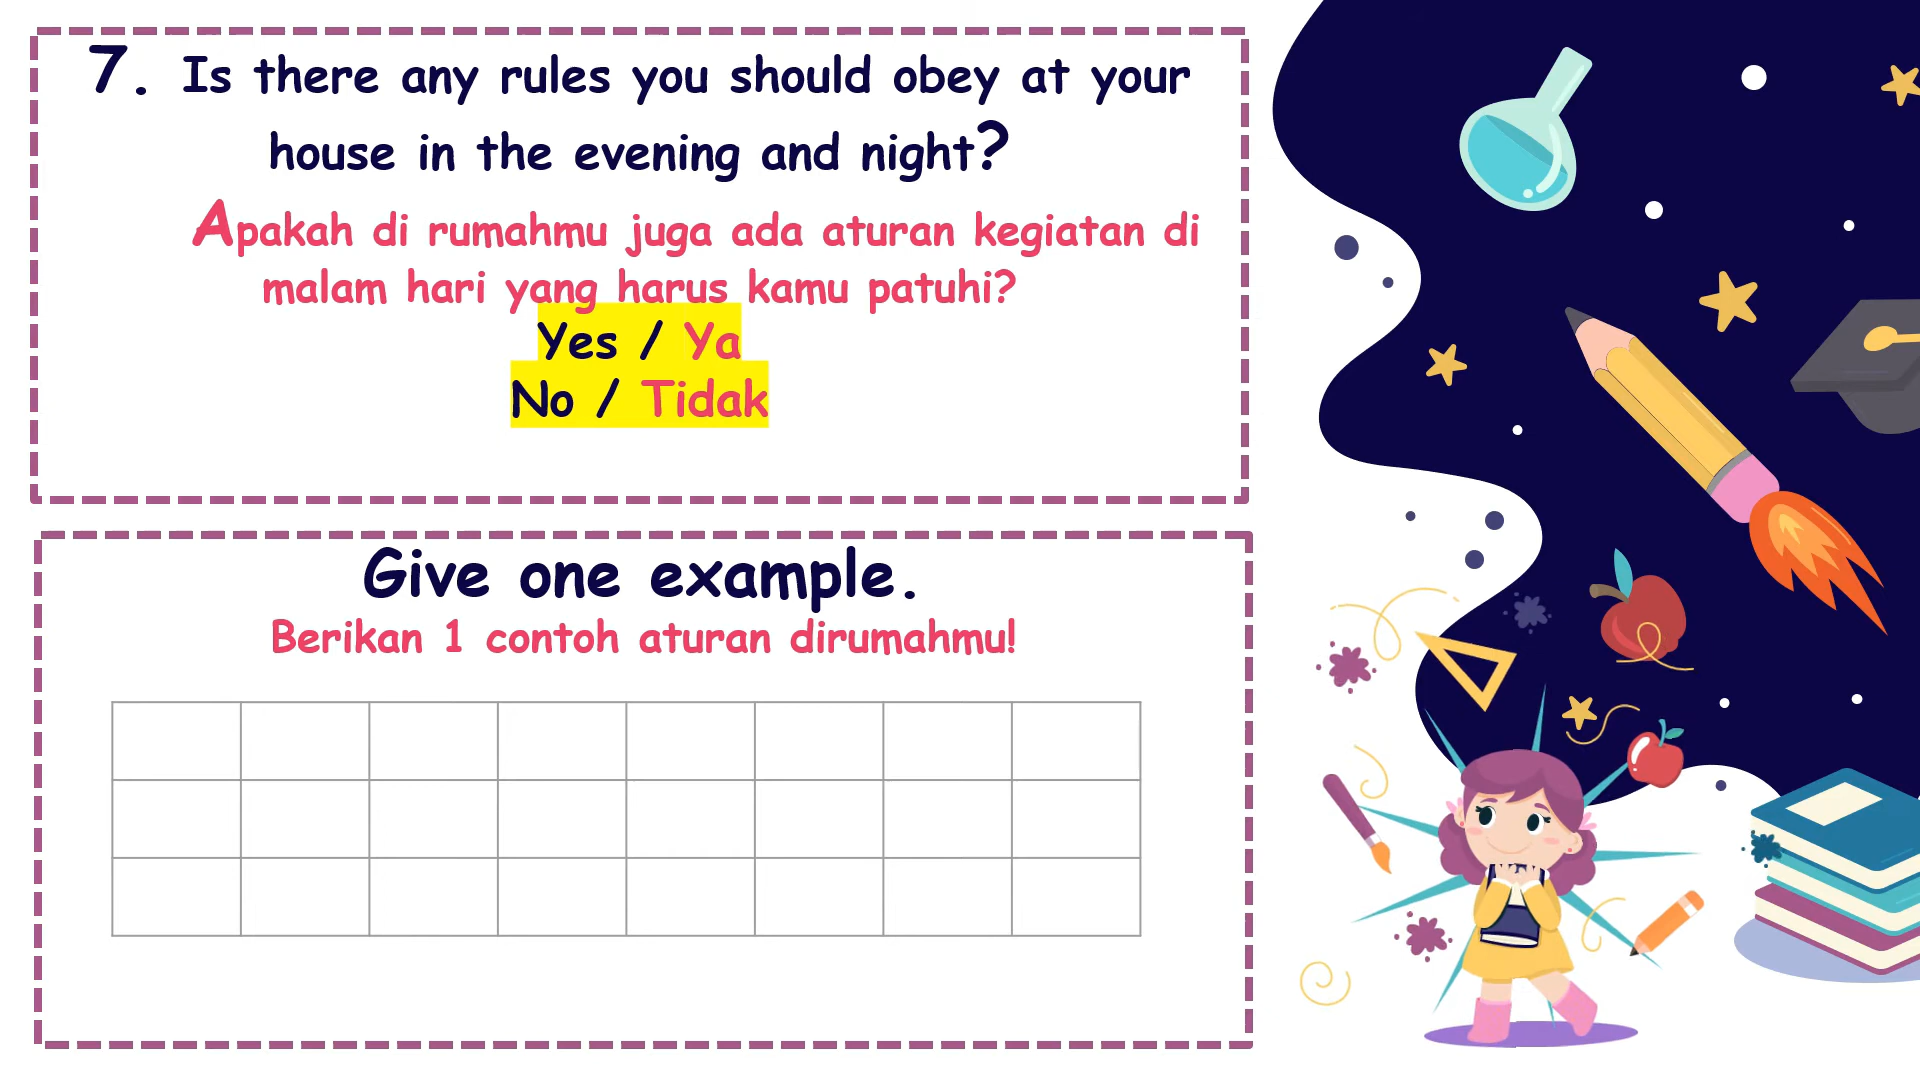 7. Is there any rules you should obey at your
house in the evening and night?
Apakah di rumahmu juga ada aturan kegiatan di
malam hari yang harus kamu patuhi?
Yes / Ya
No / Tidak
Give one example.
Berikan 1 contoh aturan dirumahmu!